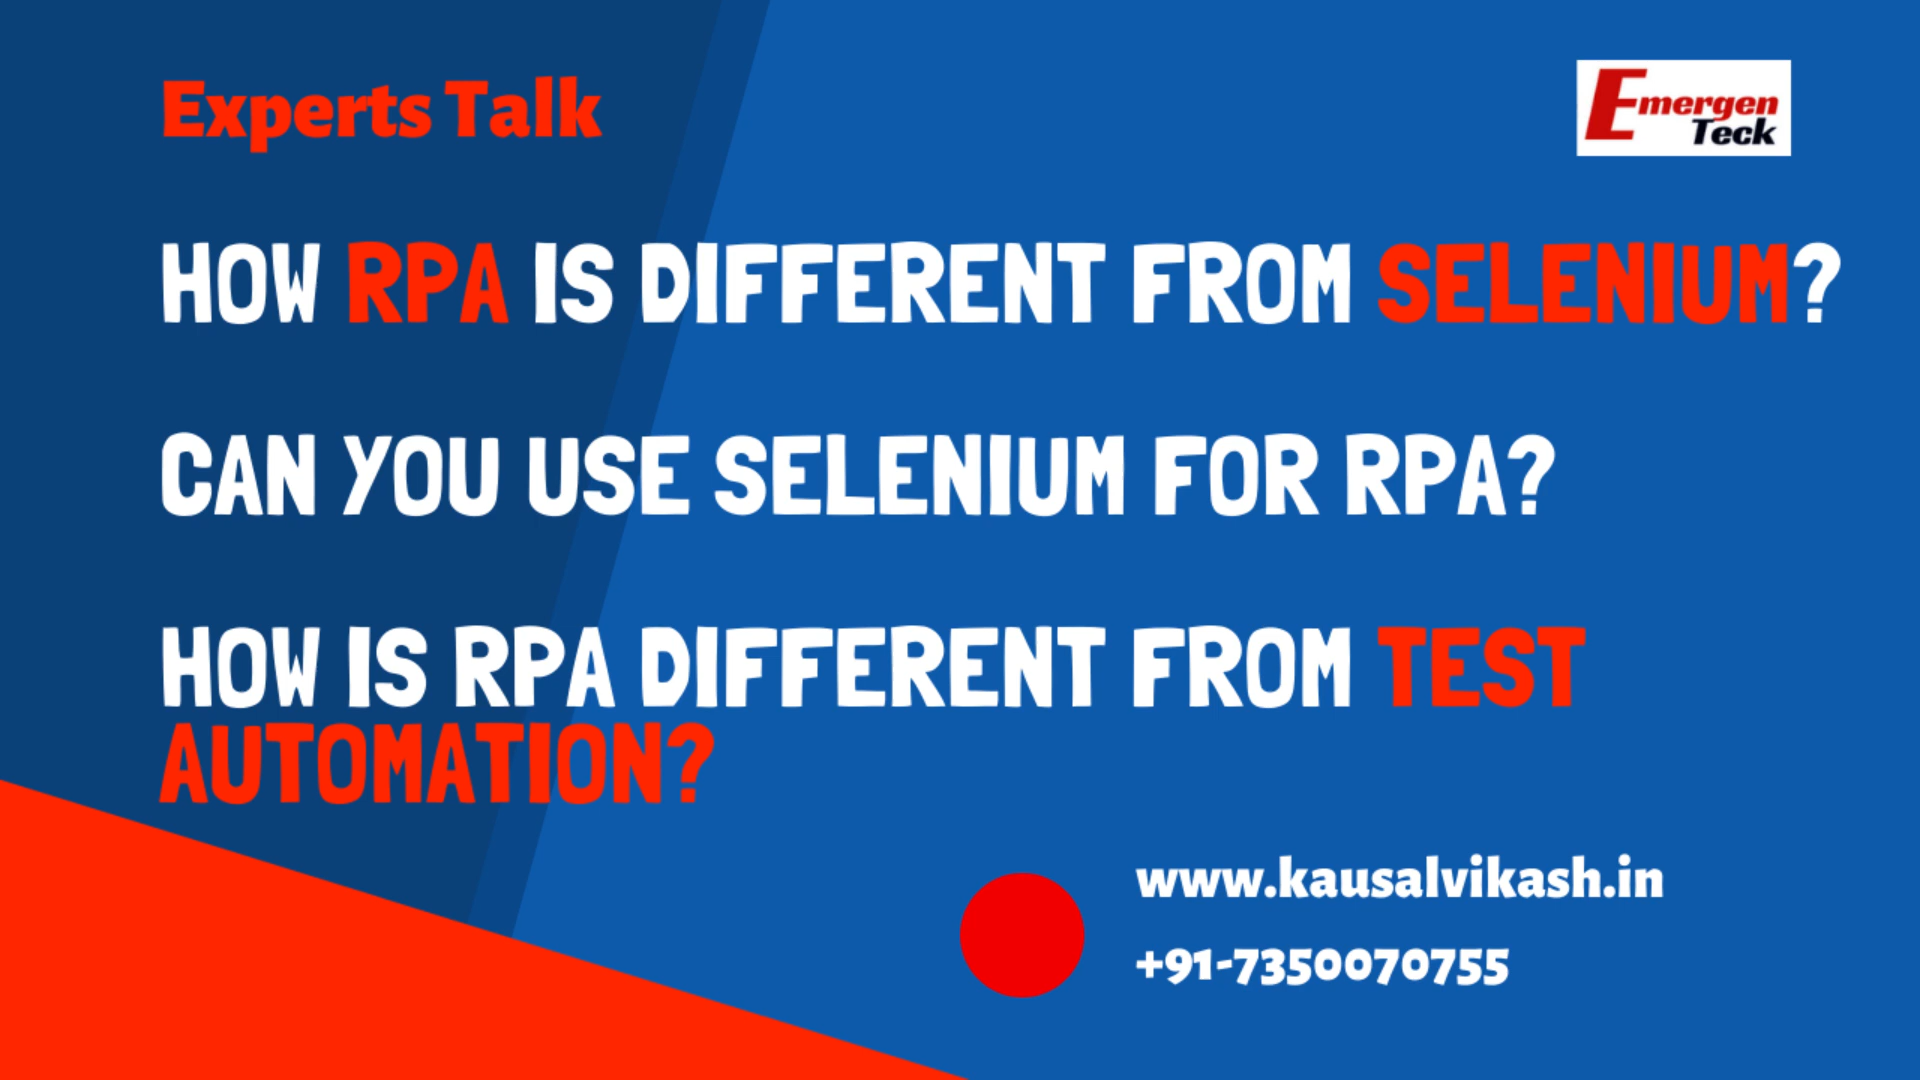 Experts Talk
Emergen
Teck
HOW RPA IS DIFFERENT FROM SELENIUM?
CAN YOU USE SELENIUM FOR RPA?
HOW IS RPA DIFFERENT FROM TEST
AUTOMATION?
www.kausalvikash.in
+91-7350070755